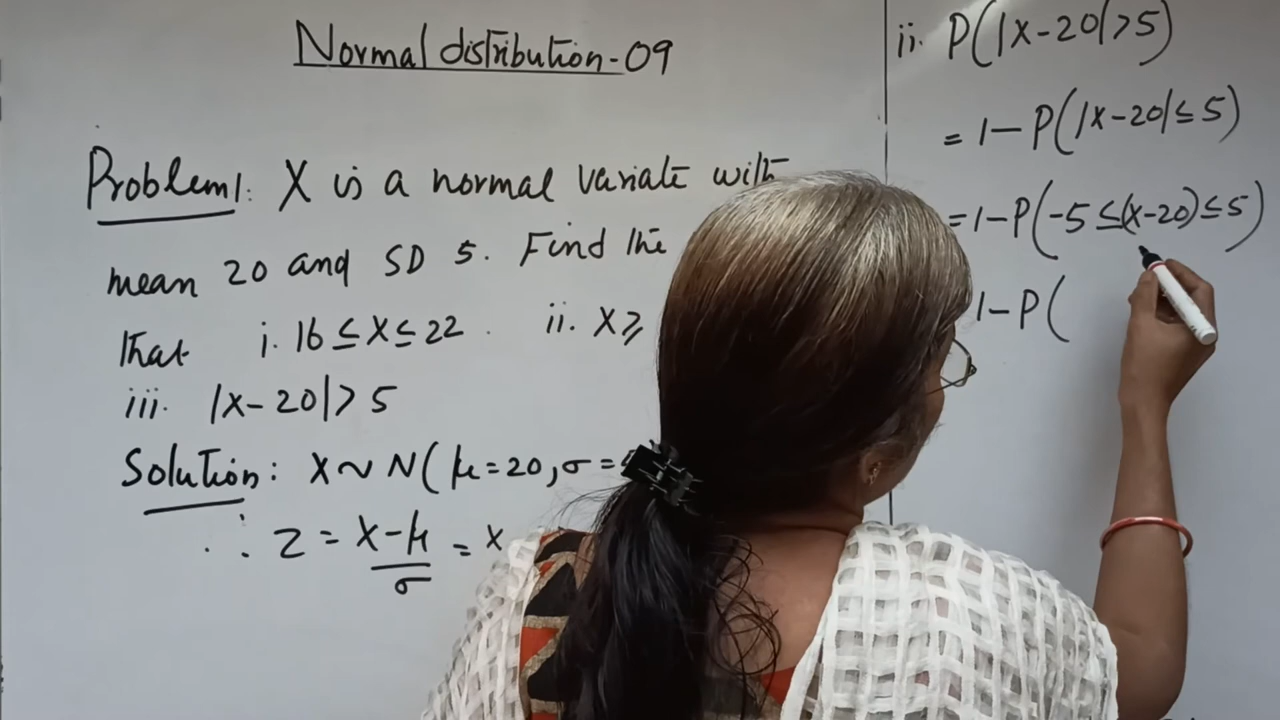 Normal distribution-09
Problem 1: X is a normal variate with
mean 20 and SD 5. Find the
that i. 16 ≤ X ≤ 22 ii. X ≥
iii. |X-20| > 5
Solution: X ~ N( μ = 20, σ =
∴ Z = X-μ / σ = X
ii. P(|X-20| > 5)
= 1-P(|X-20| ≤ 5)
= 1-P(-5 ≤ (X-20) ≤ 5)
1-P(